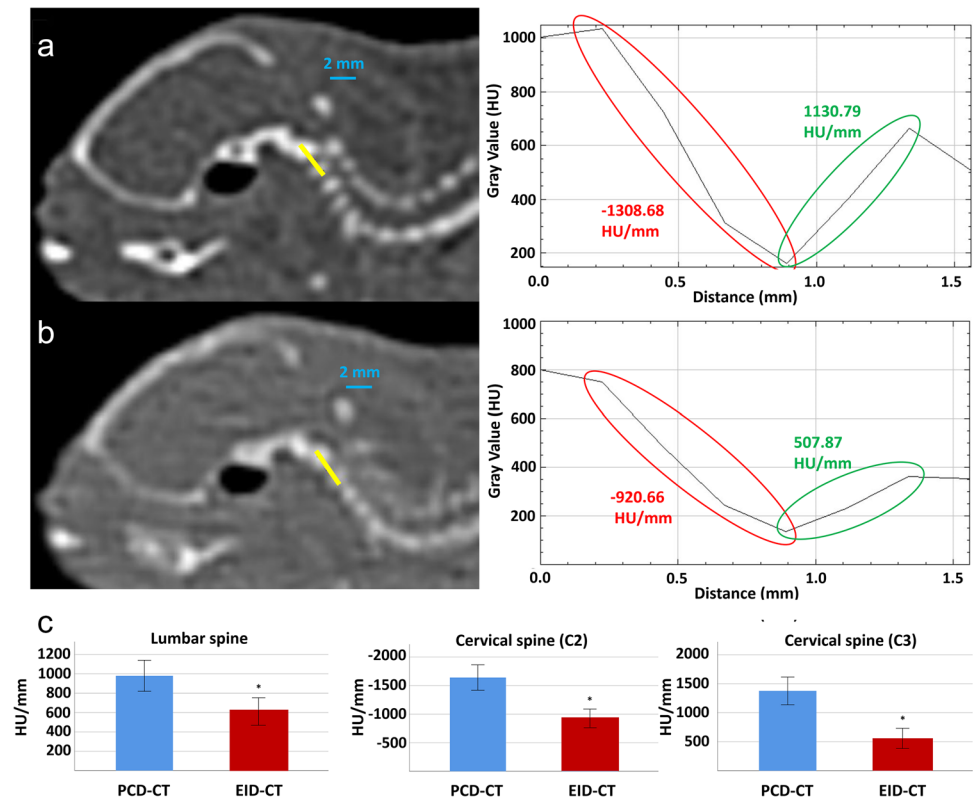 a
2 mm
1000
800
600
400
200
Gray Value (HU)
-1308.68
HU/mm
1130.79
HU/mm
0.0 0.5 1.0 1.5
Distance (mm)
b
2 mm
1000
800
600
400
200
Gray Value (HU)
-920.66
HU/mm
507.87
HU/mm
0.0 0.5 1.0 1.5
Distance (mm)
c
Lumbar spine
1200
1000
800
600
400
200
HU/mm
*
PCD-CT EID-CT
Cervical spine (C2)
-2000
-1500
-1000
-500
HU/mm
*
PCD-CT EID-CT
Cervical spine (C3)
2000
1500
1000
500
HU/mm
*
PCD-CT EID-CT